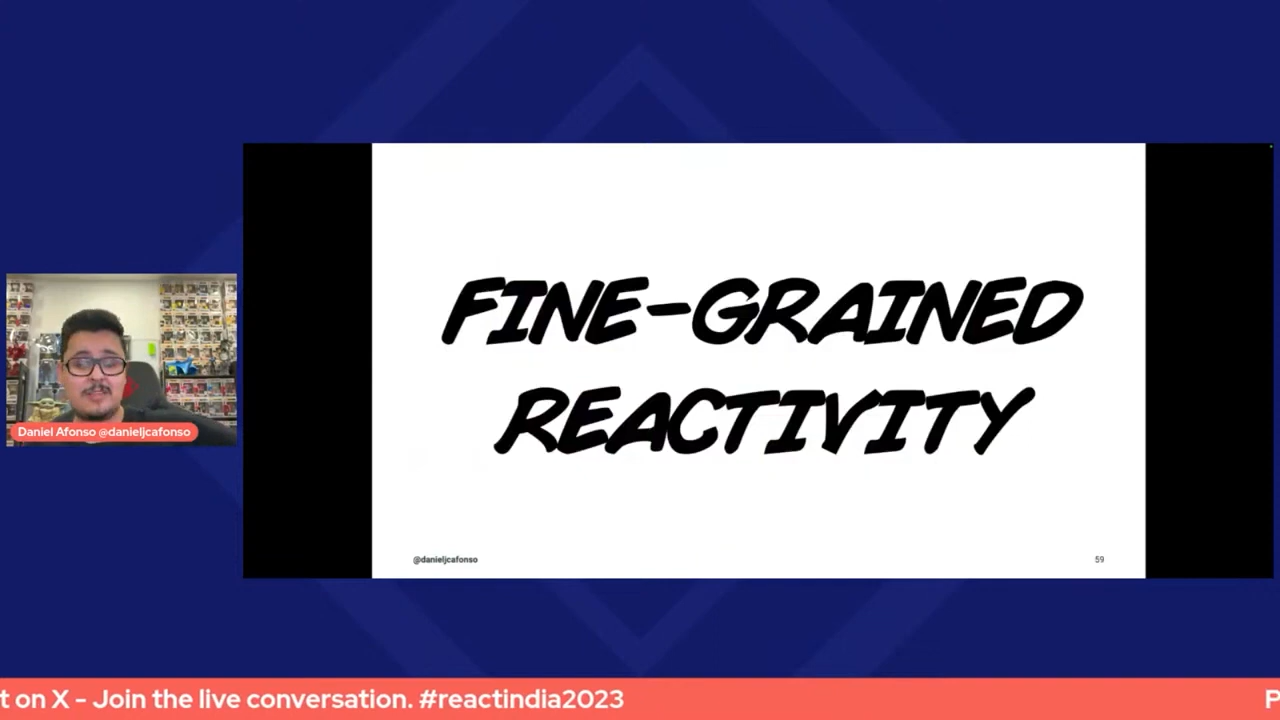 FINE-GRAINED
REACTIVITY
Daniel Afonso @danieljcafonso
@danieljcafonso
59
t on X - Join the live conversation. #reactindia2023